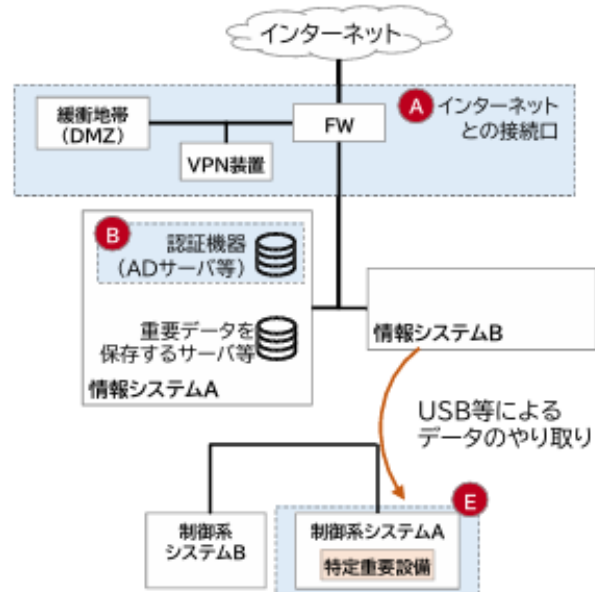 インターネット
A
インターネット
との接続口
緩衝地帯
(DMZ)
FW
VPN装置
B
認証機器
(ADサーバ等)
重要データを
保存するサーバ等
情報システムA
情報システムB
USB等による
データのやり取り
E
制御系
システムB
制御系システムA
特定重要設備